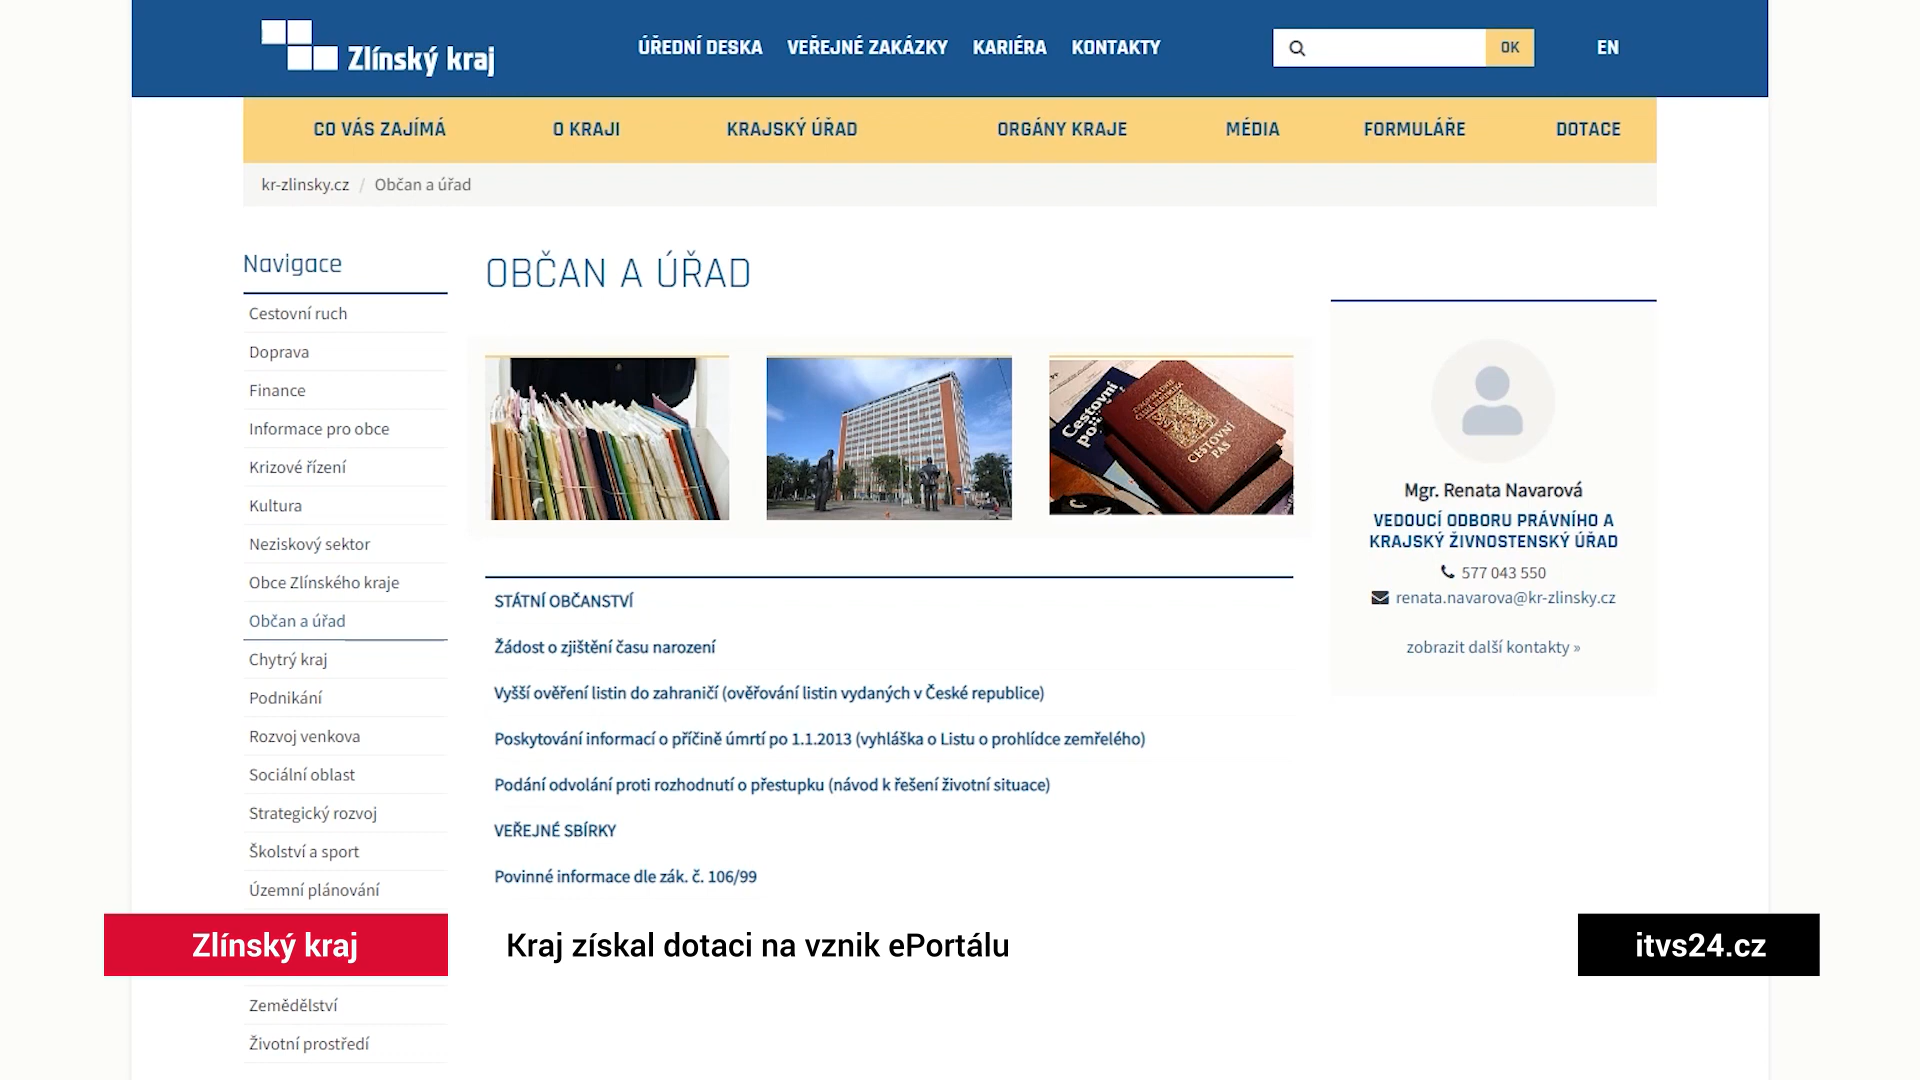 Zlínský kraj
ÚŘEDNÍ DESKA
VEŘEJNÉ ZAKÁZKY
KARIÉRA
KONTAKTY
OK
EN
CO VÁS ZAJÍMÁ
O KRAJI
KRAJSKÝ ÚŘAD
ORGÁNY KRAJE
MÉDIA
FORMULÁŘE
DOTACE
kr-zlinsky.cz / Občan a úřad
Navigace
Cestovní ruch
Doprava
Finance
Informace pro obce
Krizové řízení
Kultura
Neziskový sektor
Obce Zlínského kraje
Občan a úřad
Chytrý kraj
Podnikání
Rozvoj venkova
Sociální oblast
Strategický rozvoj
Školství a sport
Územní plánování
Zemědělství
Životní prostředí
OBČAN A ÚŘAD
Cestovní
EVROPSKÁ UNIE
ČESKÁ REPUBLIKA
CESTOVNÍ
PAS
STÁTNÍ OBČANSTVÍ
Žádost o zjištění času narození
Vyšší ověření listin do zahraničí (ověřování listin vydaných v České republice)
Poskytování informací o příčině úmrtí po 1.1.2013 (vyhláška o Listu o prohlídce zemřelého)
Podání odvolání proti rozhodnutí o přestupku (návod k řešení životní situace)
VEŘEJNÉ SBÍRKY
Povinné informace dle zák. č. 106/99
Mgr. Renata Navarová
VEDOUCÍ ODBORU PRÁVNÍHO A
KRAJSKÝ ŽIVNOSTENSKÝ ÚŘAD
577 043 550
renata.navarova@kr-zlinsky.cz
zobrazit další kontakty »
Zlínský kraj
Kraj získal dotaci na vznik ePortálu
itvs24.cz